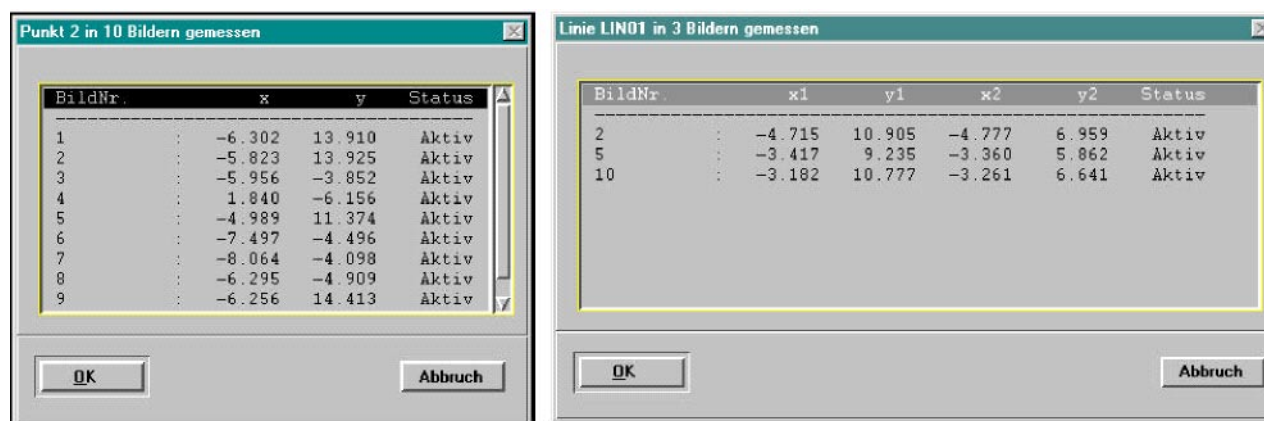 Punkt 2 in 10 Bildern gemessen
BildNr. x y Status
1 : -6.302 13.910 Aktiv
2 : -5.823 13.925 Aktiv
3 : -5.956 -3.852 Aktiv
4 : 1.840 -6.156 Aktiv
5 : -4.989 11.374 Aktiv
6 : -7.497 -4.496 Aktiv
7 : -8.064 -4.098 Aktiv
8 : -6.295 -4.909 Aktiv
9 : -6.256 14.413 Aktiv
OK Abbruch
Linie LIN01 in 3 Bildern gemessen
BildNr. x1 y1 x2 y2 Status
2 : -4.715 10.905 -4.777 6.959 Aktiv
5 : -3.417 9.235 -3.360 5.862 Aktiv
10 : -3.182 10.777 -3.261 6.641 Aktiv
OK Abbruch